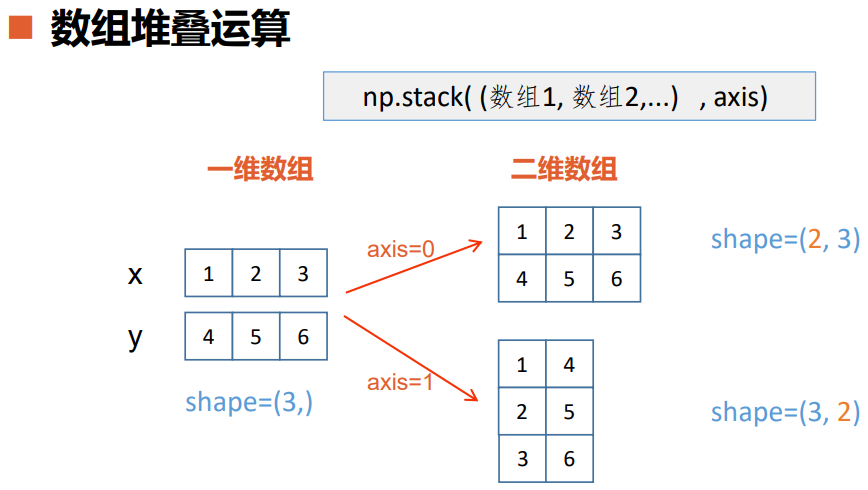 数组堆叠运算
np.stack( (数组1, 数组2,...) , axis)
一维数组
二维数组
x
1 2 3
y
4 5 6
shape=(3,)
axis=0
1 2 3
4 5 6
shape=(2, 3)
axis=1
1 4
2 5
3 6
shape=(3, 2)